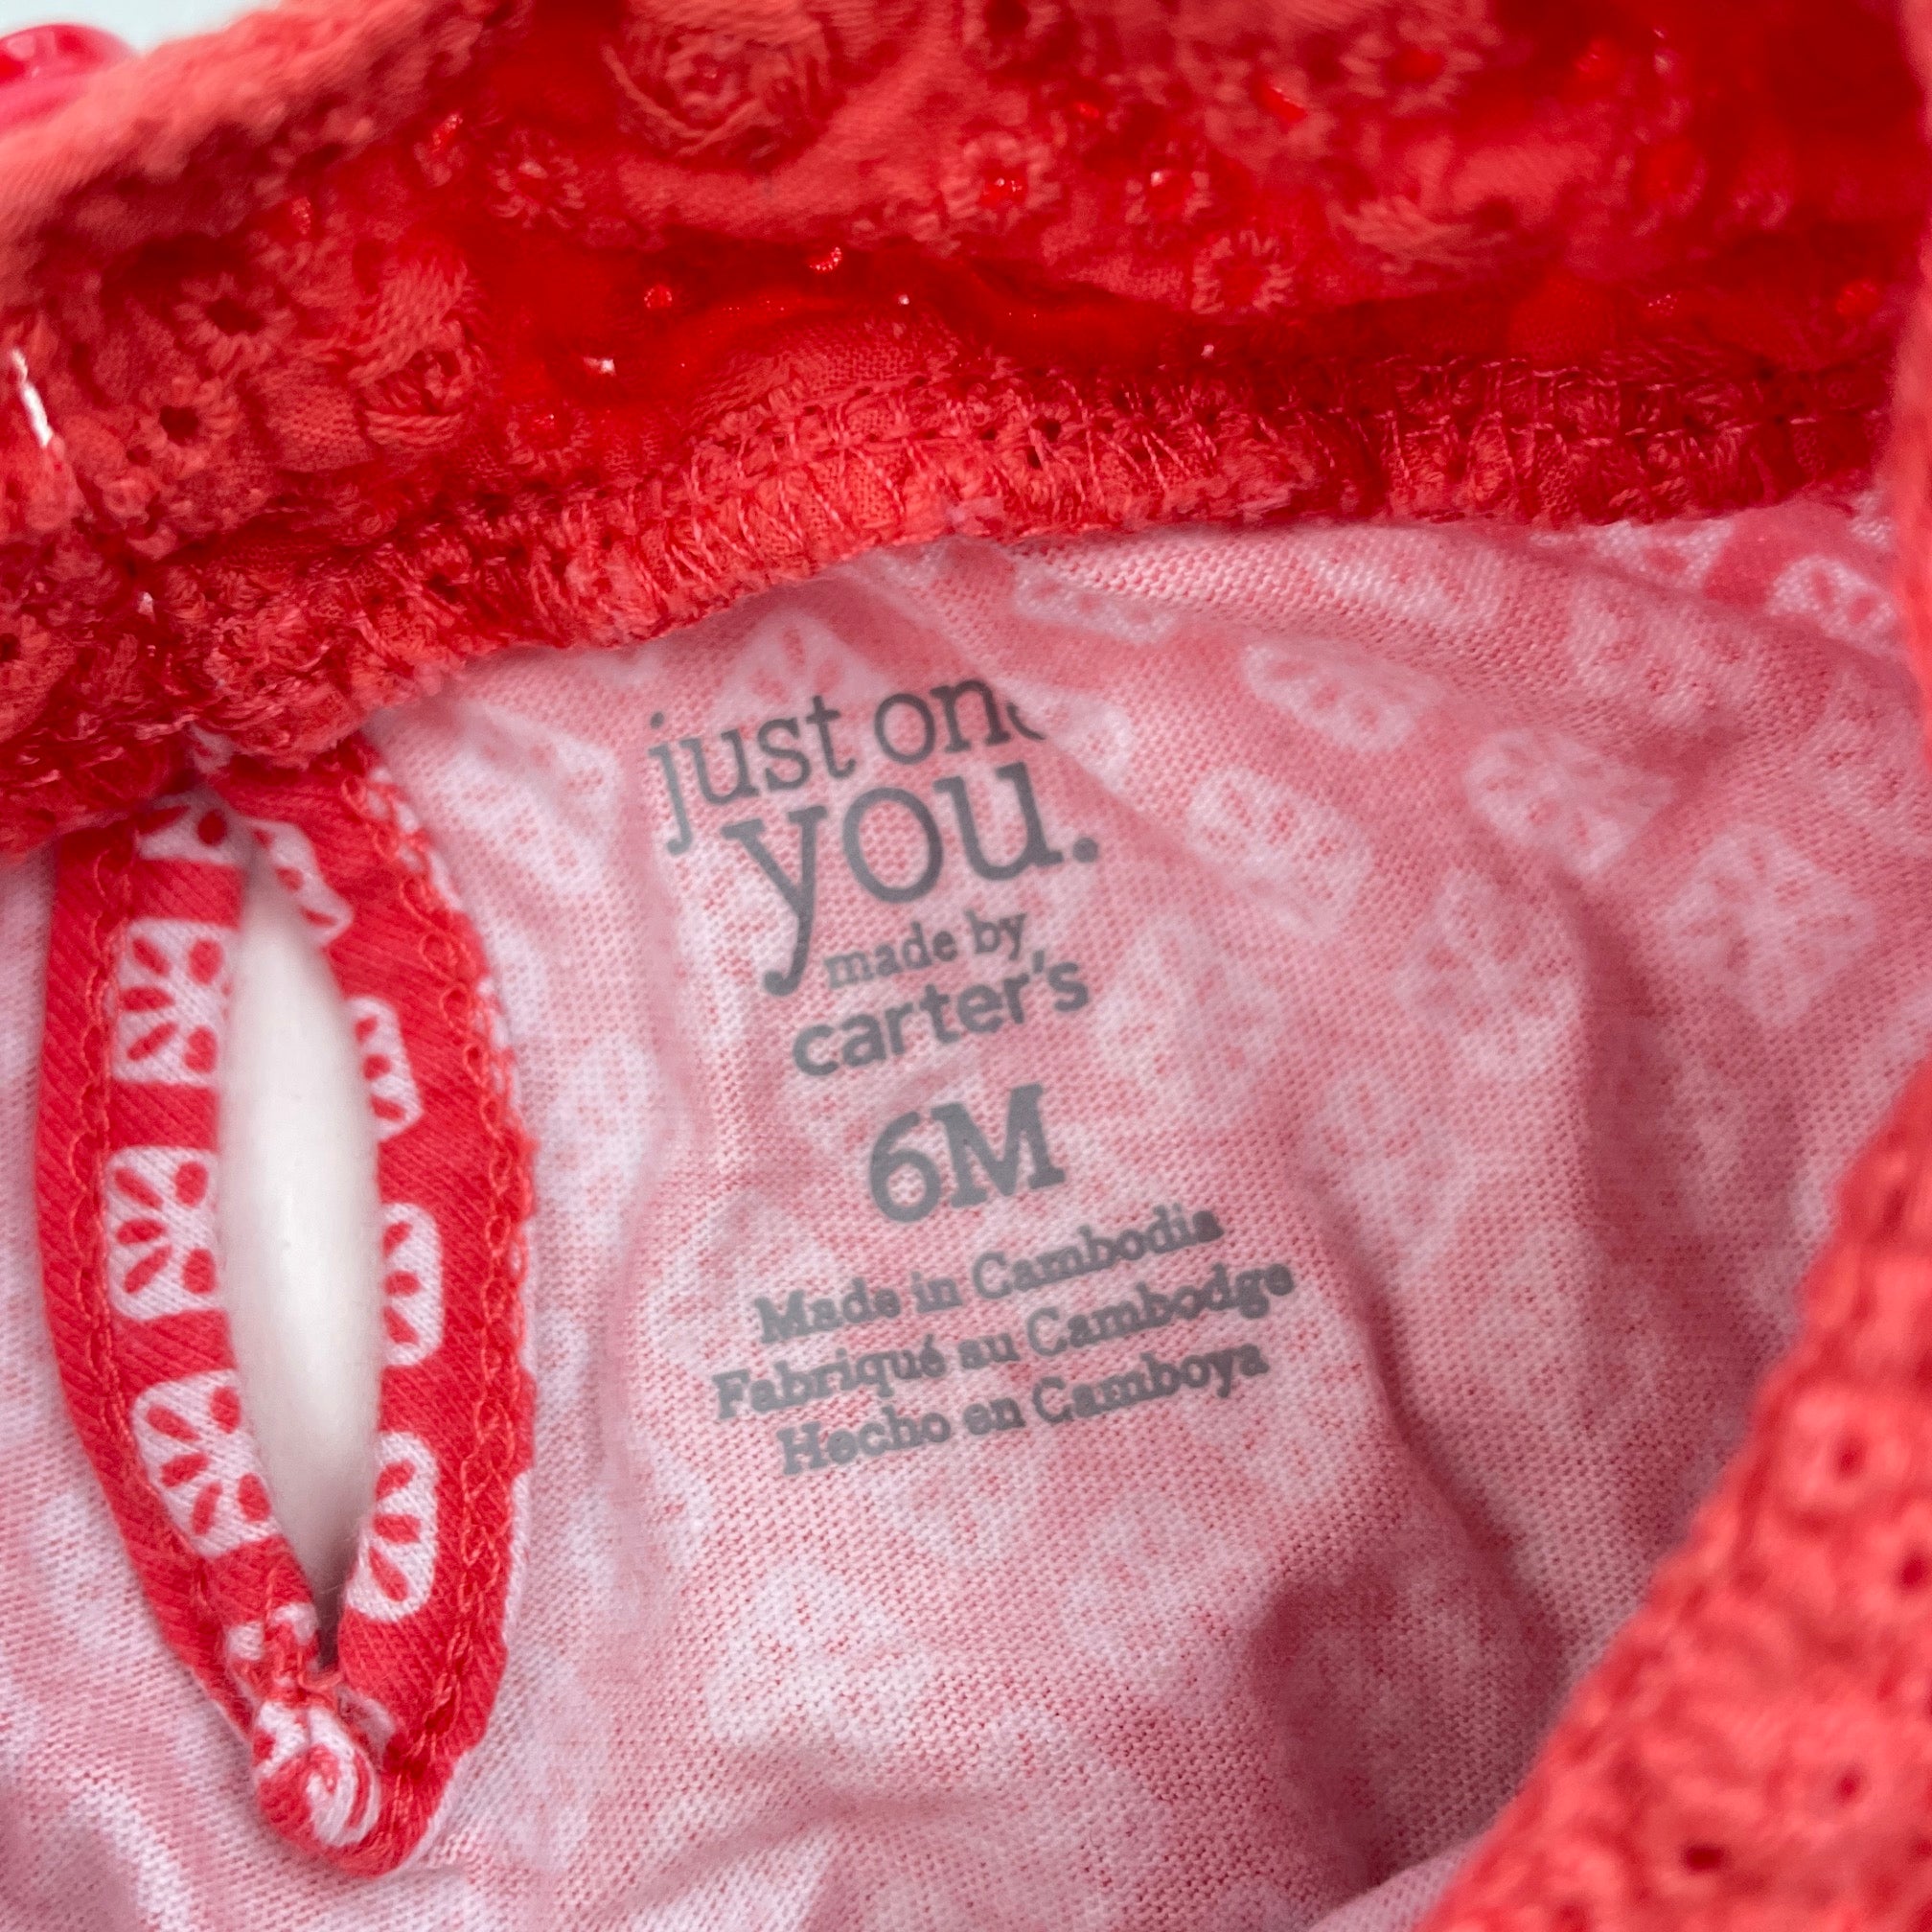 just one
you.
made by
carter's
6M
Made in Cambodia
Fabriqué au Cambodge
Hecho en Camboya